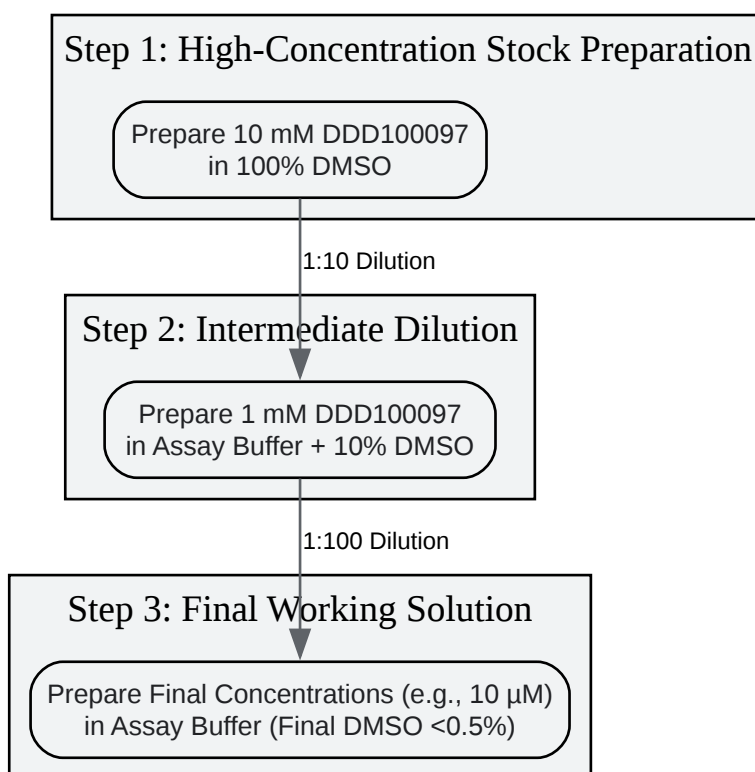 Step 1: High-Concentration Stock Preparation
Prepare 10 mM DDD100097
in 100% DMSO
1:10 Dilution
Step 2: Intermediate Dilution
Prepare 1 mM DDD100097
in Assay Buffer + 10% DMSO
1:100 Dilution
Step 3: Final Working Solution
Prepare Final Concentrations (e.g., 10 µM)
in Assay Buffer (Final DMSO <0.5%)